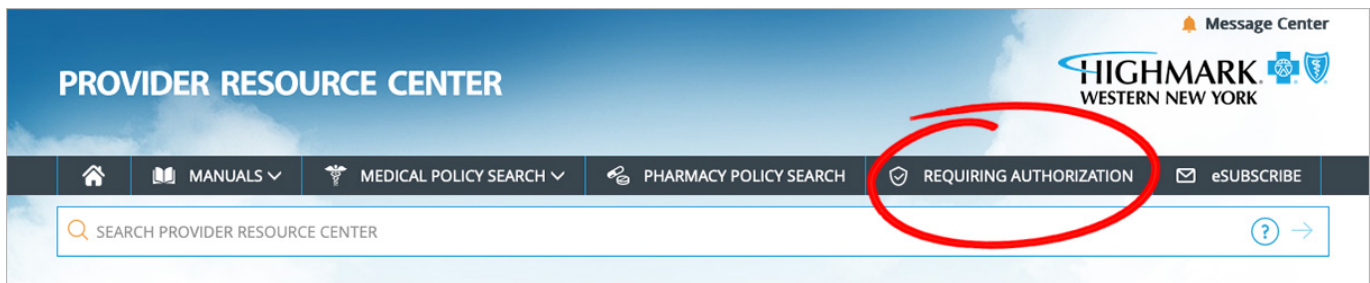 Message Center
PROVIDER RESOURCE CENTER
HIGHMARK
WESTERN NEW YORK
MANUALS MEDICAL POLICY SEARCH PHARMACY POLICY SEARCH REQUIRING AUTHORIZATION eSUBSCRIBE
SEARCH PROVIDER RESOURCE CENTER ?